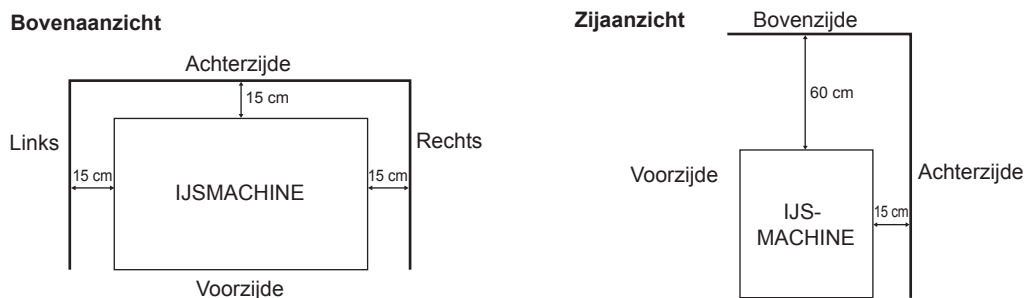 Bovenaanzicht
Achterzijde
15 cm
Links
Rechts
15 cm
IJSMACHINE
15 cm
Voorzijde
Zijaanzicht
Bovenzijde
60 cm
Voorzijde
Achterzijde
IJS-
MACHINE
15 cm